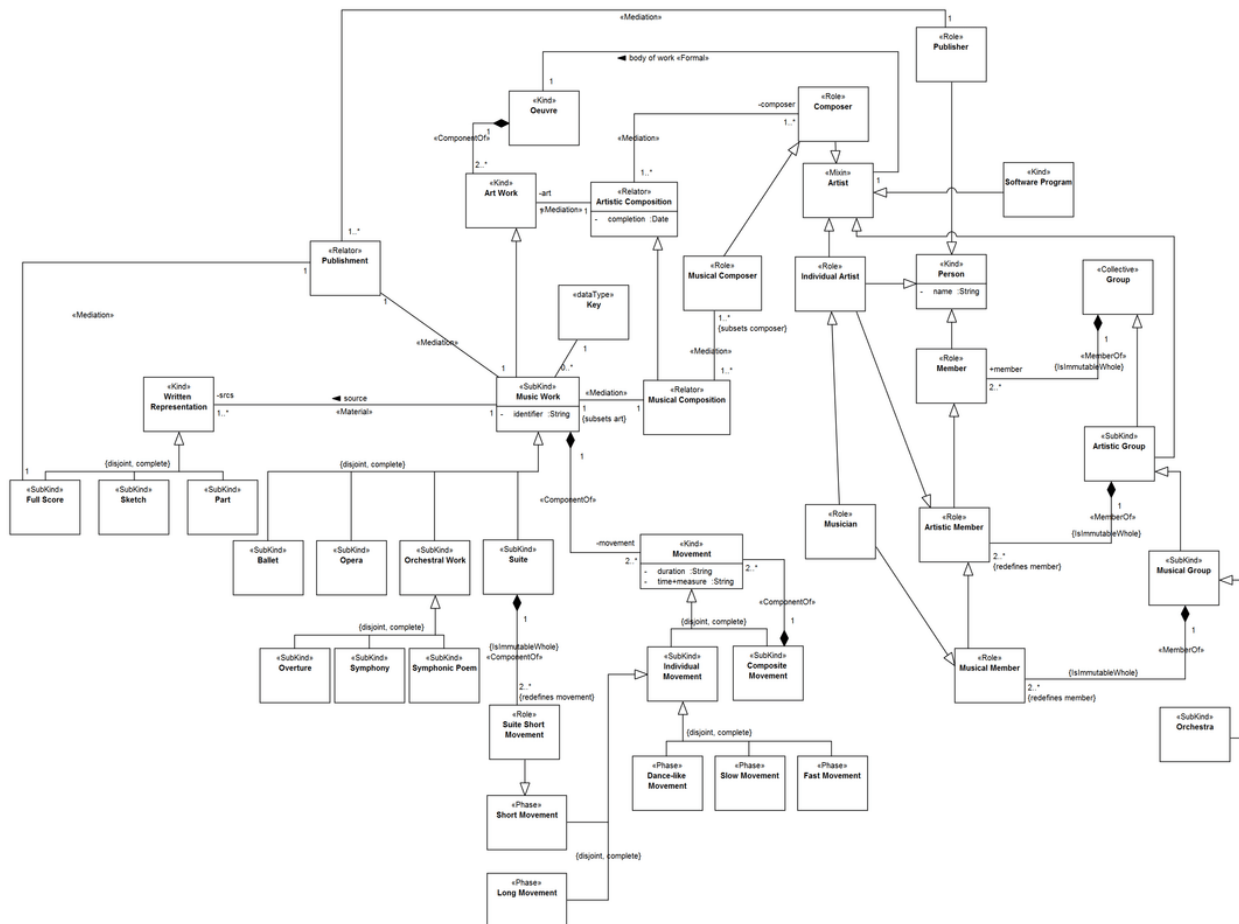 «Mediation»
1
1
«Role»
Publisher
◄ body of work «Formal»
1
«Kind»
Oeuvre
1
«ComponentOf»
2..*
-composer
1..*
«Role»
Composer
«Mediation»
1..*
«Mixin»
Artist
1
«Kind»
Software Program
«Kind»
Art Work
-art
1
«Mediation»
1
«Relator»
Artistic Composition
- completion :Date
1..*
«Relator»
Publishment
1
1
«Role»
Musical Composer
«Role»
Individual Artist
«Kind»
Person
- name :String
«Collective»
Group
1
«dataType»
Key
1
0..*
1..*
{subsets composer}
«Mediation»
«Mediation»
«Mediation»
1..*
«MemberOf»
{IsImmutableWhole}
«Role»
Member
+member
2..*
«Kind»
Written
Representation
-srcs
1..*
◄ source
«Material»
1
1
«SubKind»
Music Work
- identifier :String
«Mediation»
1
1
{subsets art}
«Relator»
Musical Composition
1
«SubKind»
Artistic Group
{disjoint, complete}
1
«SubKind»
Full Score
«SubKind»
Sketch
«SubKind»
Part
{disjoint, complete}
«ComponentOf»
1
«MemberOf»
{IsImmutableWhole}
«Role»
Musician
«Role»
Artistic Member
2..*
{redefines member}
«SubKind»
Ballet
«SubKind»
Opera
«SubKind»
Orchestral Work
«SubKind»
Suite
-movement
2..*
«Kind»
Movement
- duration :String
- time+measure :String
2..*
«ComponentOf»
1
«SubKind»
Musical Group
1
«MemberOf»
{IsImmutableWhole}
{disjoint, complete}
«SubKind»
Overture
«SubKind»
Symphony
«SubKind»
Symphonic Poem
1
{IsImmutableWhole}
«ComponentOf»
2..*
{redefines movement}
{disjoint, complete}
«SubKind»
Individual
Movement
«SubKind»
Composite
Movement
«Role»
Musical Member
2..*
{redefines member}
«Role»
Suite Short
Movement
{disjoint, complete}
«SubKind»
Orchestra
«Phase»
Dance-like
Movement
«Phase»
Slow Movement
«Phase»
Fast Movement
«Phase»
Short Movement
{disjoint, complete}
«Phase»
Long Movement